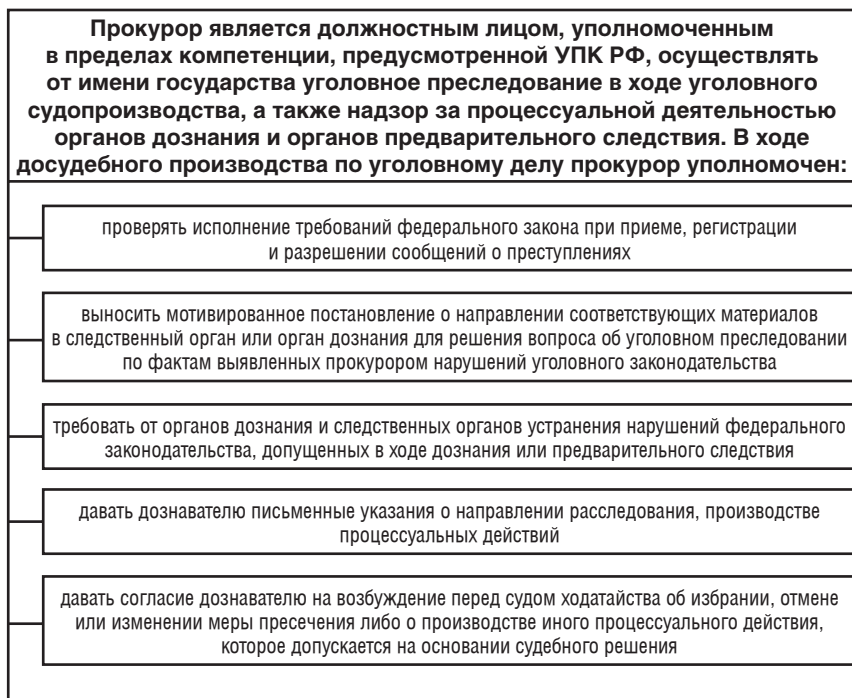 Прокурор является должностным лицом, уполномоченным
в пределах компетенции, предусмотренной УПК РФ, осуществлять
от имени государства уголовное преследование в ходе уголовного
судопроизводства, а также надзор за процессуальной деятельностью
органов дознания и органов предварительного следствия. В ходе
досудебного производства по уголовному делу прокурор уполномочен:
проверять исполнение требований федерального закона при приеме, регистрации
и разрешении сообщений о преступлениях
выносить мотивированное постановление о направлении соответствующих материалов
в следственный орган или орган дознания для решения вопроса об уголовном преследовании
по фактам выявленных прокурором нарушений уголовного законодательства
требовать от органов дознания и следственных органов устранения нарушений федерального
законодательства, допущенных в ходе дознания или предварительного следствия
давать дознавателю письменные указания о направлении расследования, производстве
процессуальных действий
давать согласие дознавателю на возбуждение перед судом ходатайства об избрании, отмене
или изменении меры пресечения либо о производстве иного процессуального действия,
которое допускается на основании судебного решения